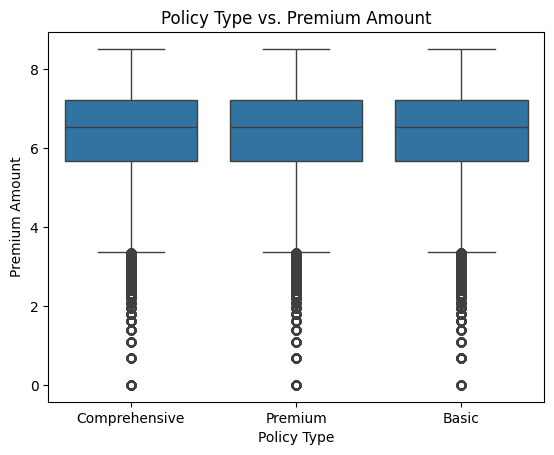 Policy Type vs. Premium Amount
8
6
4
2
0
Premium Amount
Comprehensive Premium Basic
Policy Type